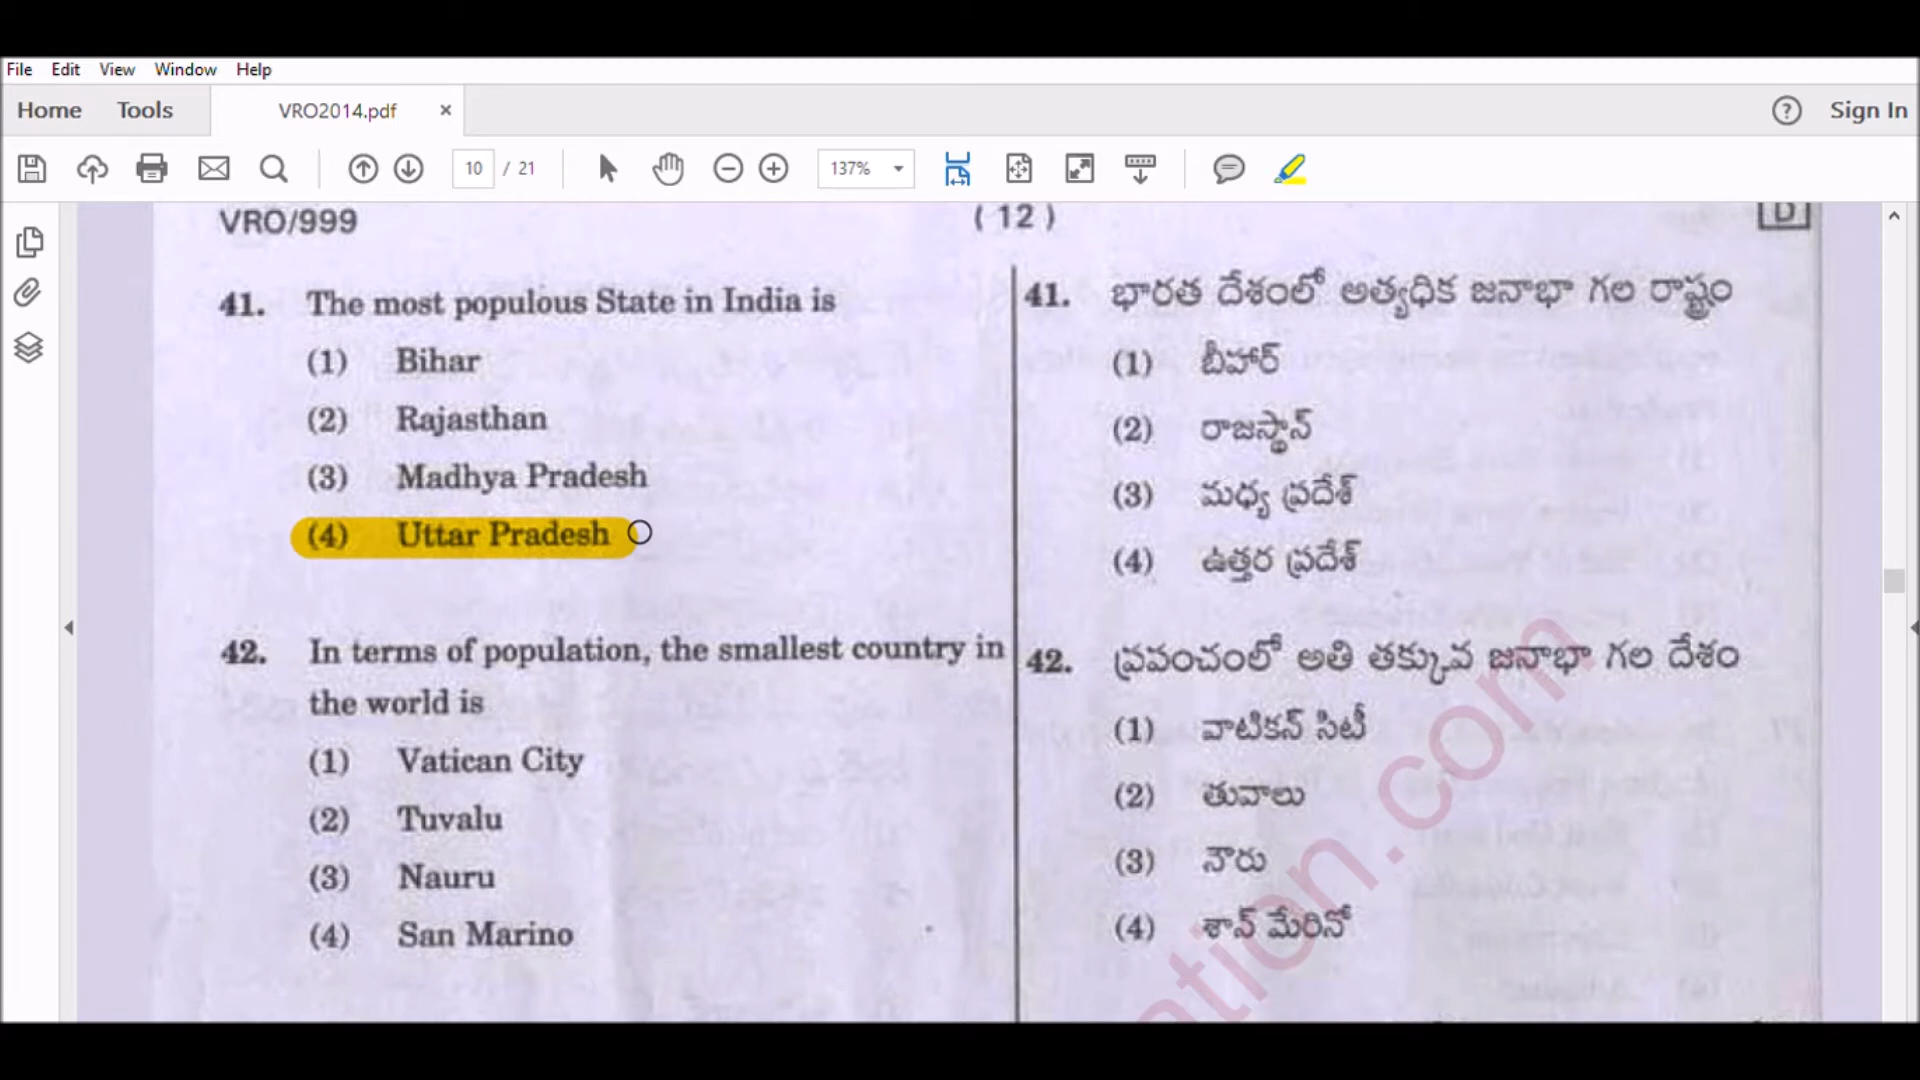 File Edit View Window Help
Home Tools VRO2014.pdf × ? Sign In
10 / 21 137%
VRO/999 ( 12 ) D
41. The most populous State in India is
(1) Bihar
(2) Rajasthan
(3) Madhya Pradesh
(4) Uttar Pradesh
42. In terms of population, the smallest country in
the world is
(1) Vatican City
(2) Tuvalu
(3) Nauru
(4) San Marino
41. భారత దేశంలో అత్యధిక జనాభా గల రాష్ట్రం
(1) బీహార్
(2) రాజస్థాన్
(3) మధ్య ప్రదేశ్
(4) ఉత్తర ప్రదేశ్
42. ప్రపంచంలో అతి తక్కువ జనాభా గల దేశం
(1) వాటికన్ సిటీ
(2) తువాలు
(3) నౌరు
(4) శాన్ మేరినో
ation.com